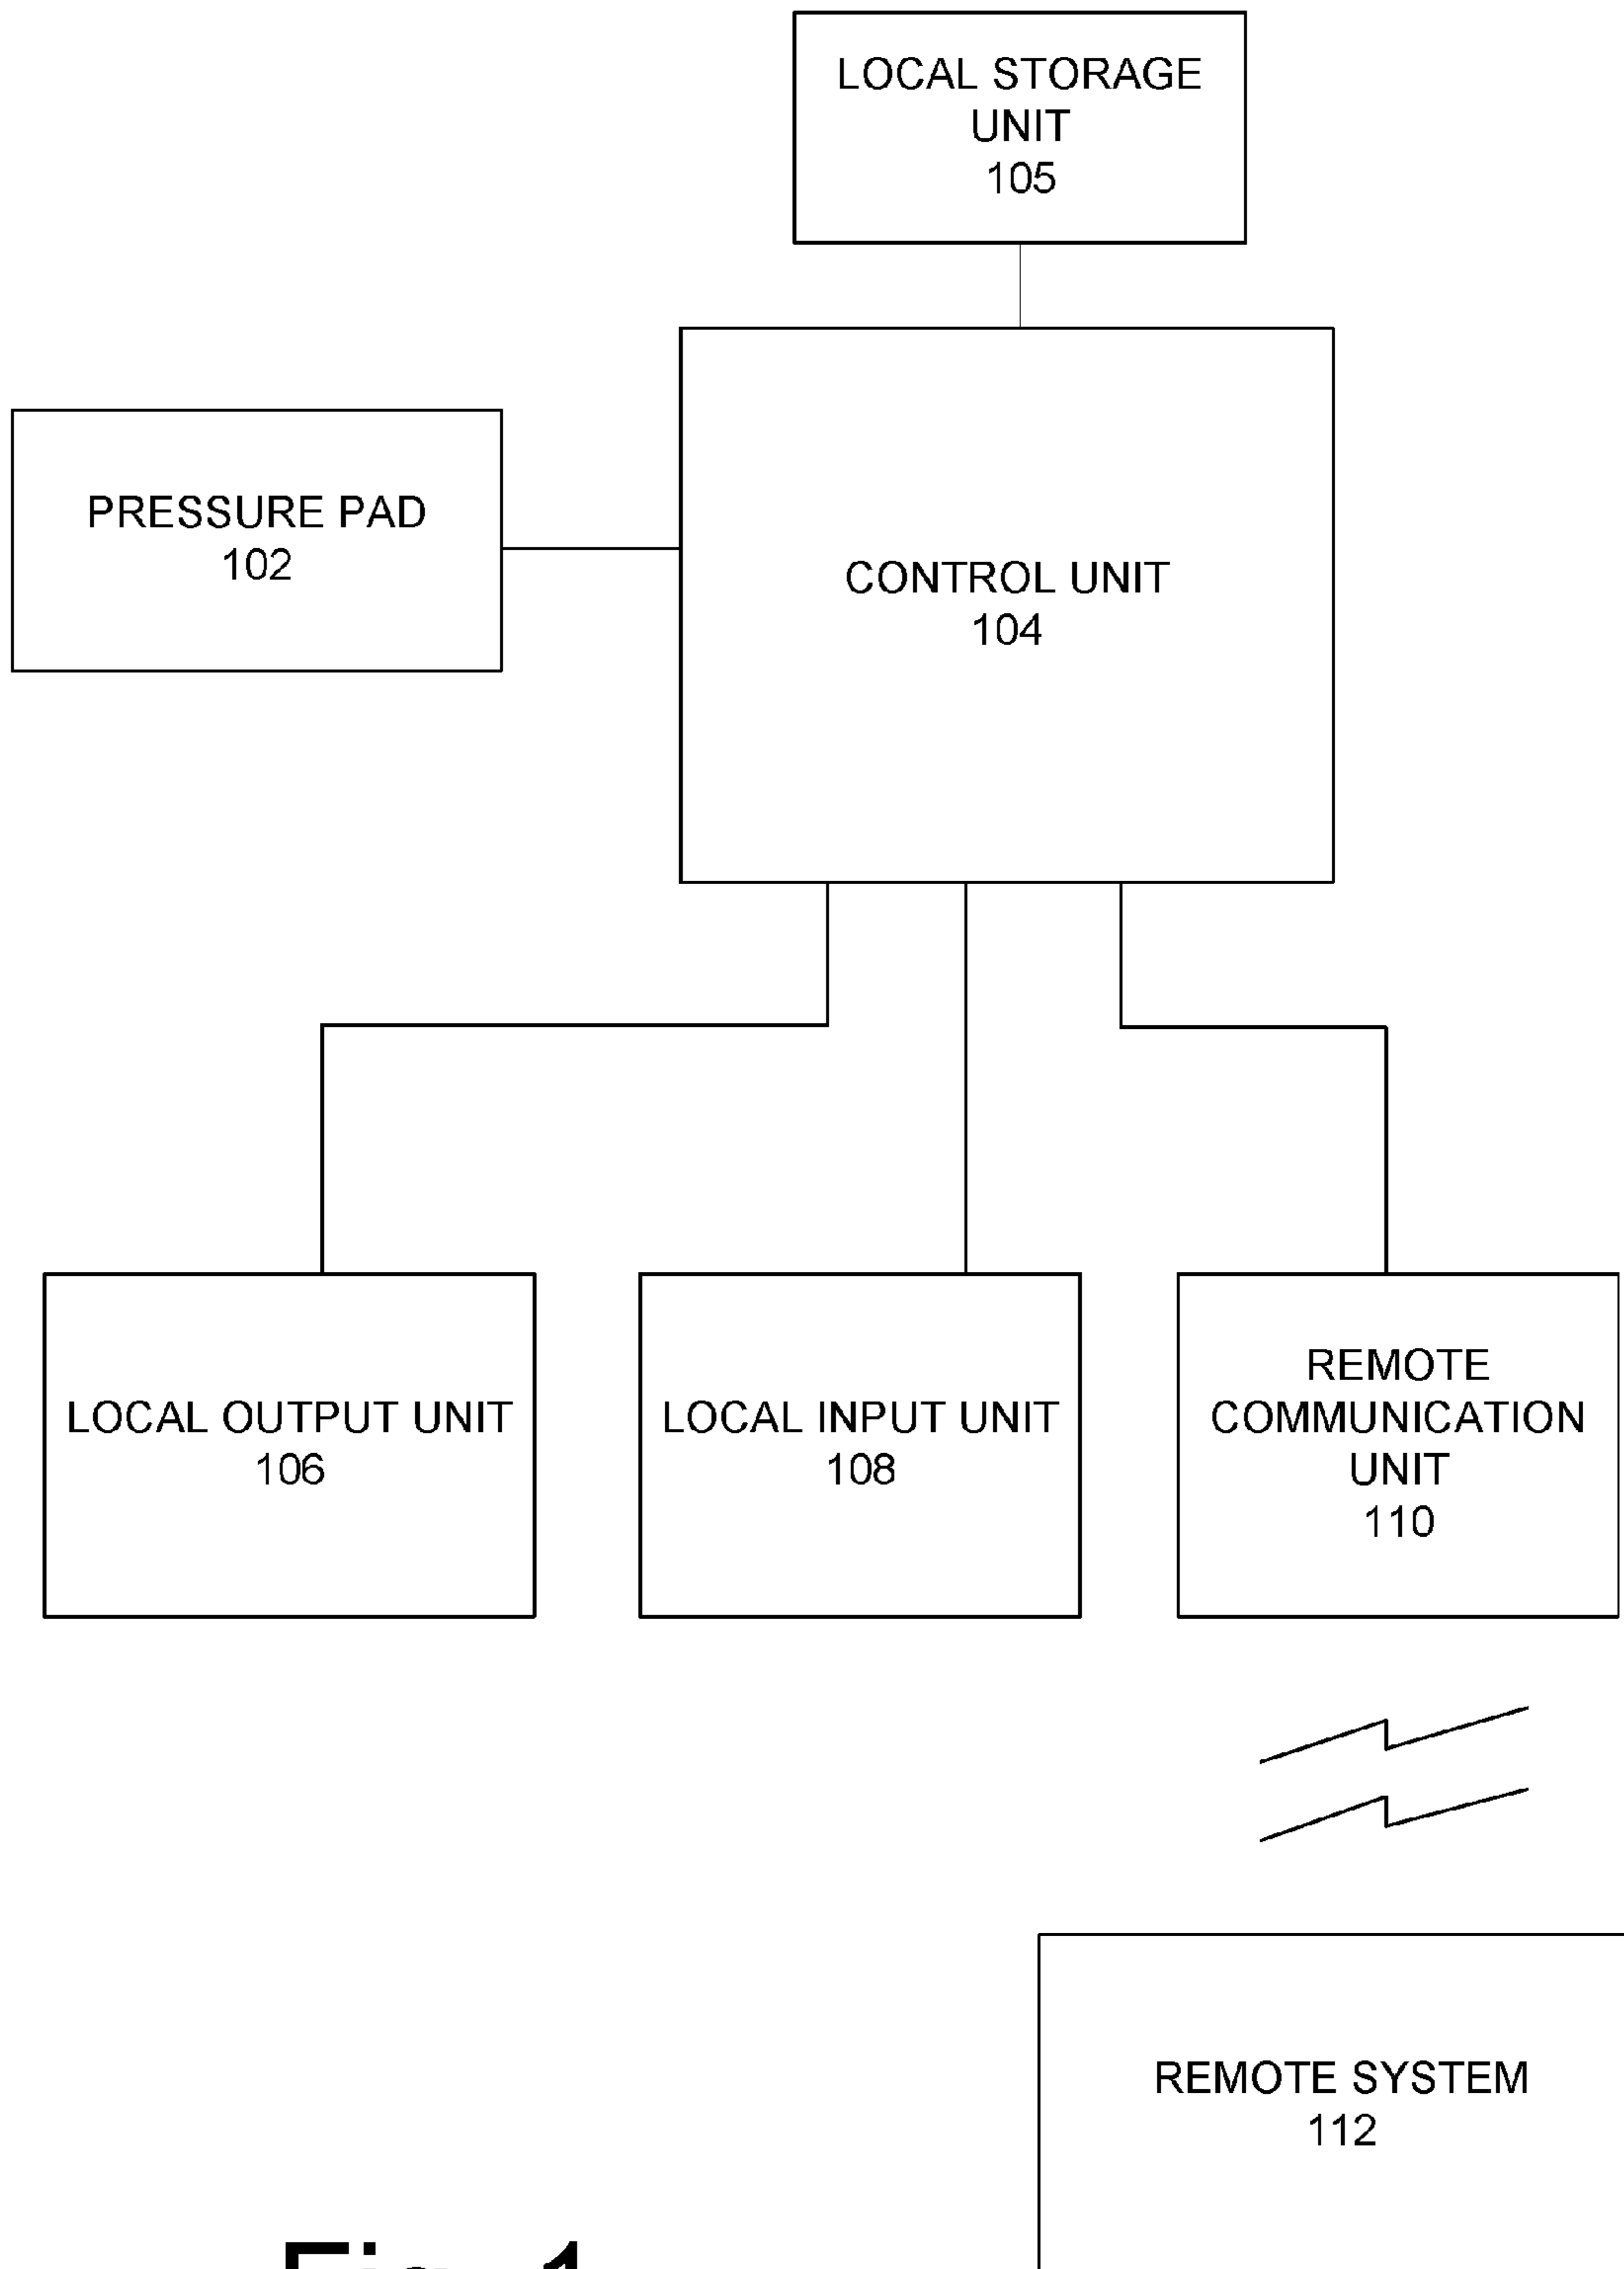 LOCAL STORAGE
UNIT
105
PRESSURE PAD
102
CONTROL UNIT
104
LOCAL OUTPUT UNIT
106
LOCAL INPUT UNIT
108
REMOTE
COMMUNICATION
UNIT
110
REMOTE SYSTEM
112